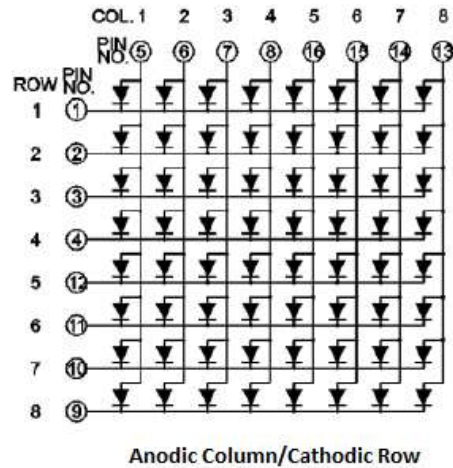 COL. 1 2 3 4 5 6 7 8
PIN NO. 5 6 7 8 16 15 14 13
ROW PIN NO.
1 1
2 2
3 3
4 4
5 12
6 11
7 10
8 9
Anodic Column/Cathodic Row